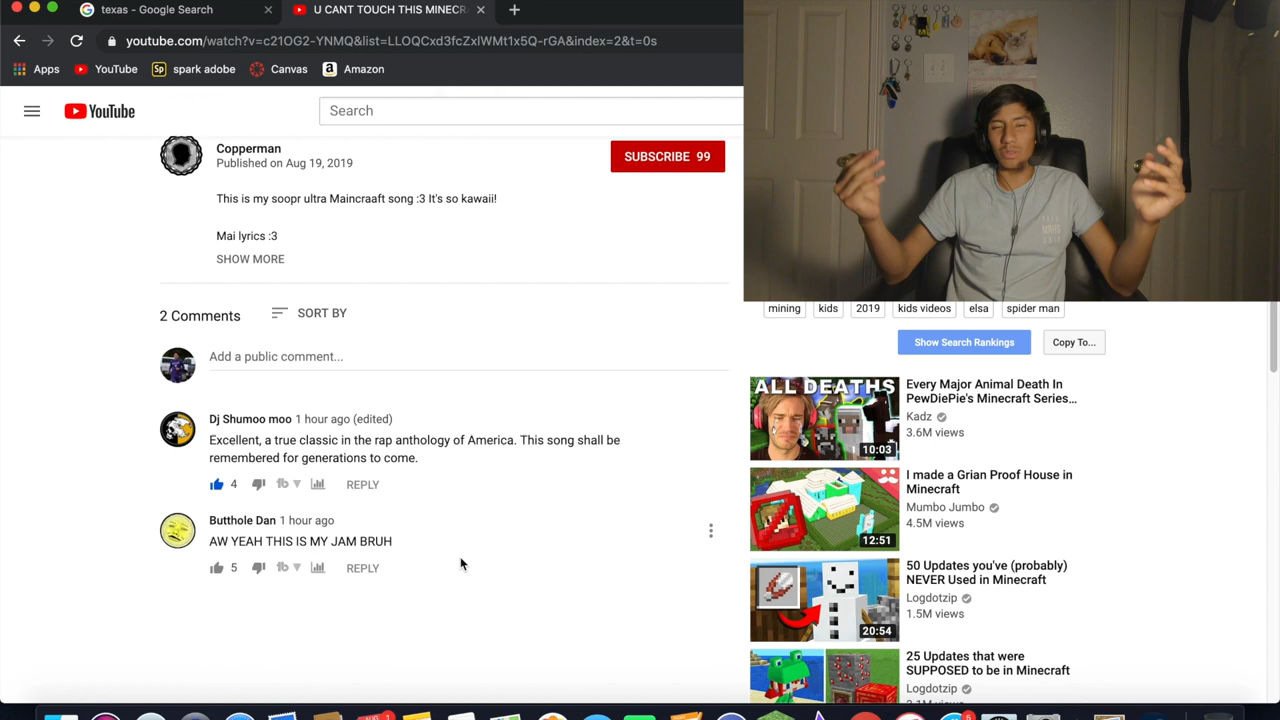 texas - Google Search
U CANT TOUCH THIS MINECR
youtube.com/watch?v=c21OG2-YNMQ&list=LLOQCxd3fcZxlWMt1x5Q-rGA&index=2&t=0s
Apps
YouTube
Sp spark adobe
Canvas
a Amazon
YouTube
Search
Copperman
Published on Aug 19, 2019
SUBSCRIBE 99
This is my soopr ultra Maincraaft song :3 It's so kawaii!
Mai lyrics :3
SHOW MORE
2 Comments
SORT BY
Add a public comment...
Dj Shumoo moo 1 hour ago (edited)
Excellent, a true classic in the rap anthology of America. This song shall be
remembered for generations to come.
4 REPLY
Butthole Dan 1 hour ago
AW YEAH THIS IS MY JAM BRUH
5 REPLY
mining
kids
2019
kids videos
elsa
spider man
Show Search Rankings
Copy To...
ALL DEATHS
10:03
Every Major Animal Death In
PewDiePie's Minecraft Series...
Kadz
3.6M views
12:51
I made a Grian Proof House in
Minecraft
Mumbo Jumbo
4.5M views
20:54
50 Updates you've (probably)
NEVER Used in Minecraft
Logdotzip
1.5M views
25 Updates that were
SUPPOSED to be in Minecraft
Logdotzip